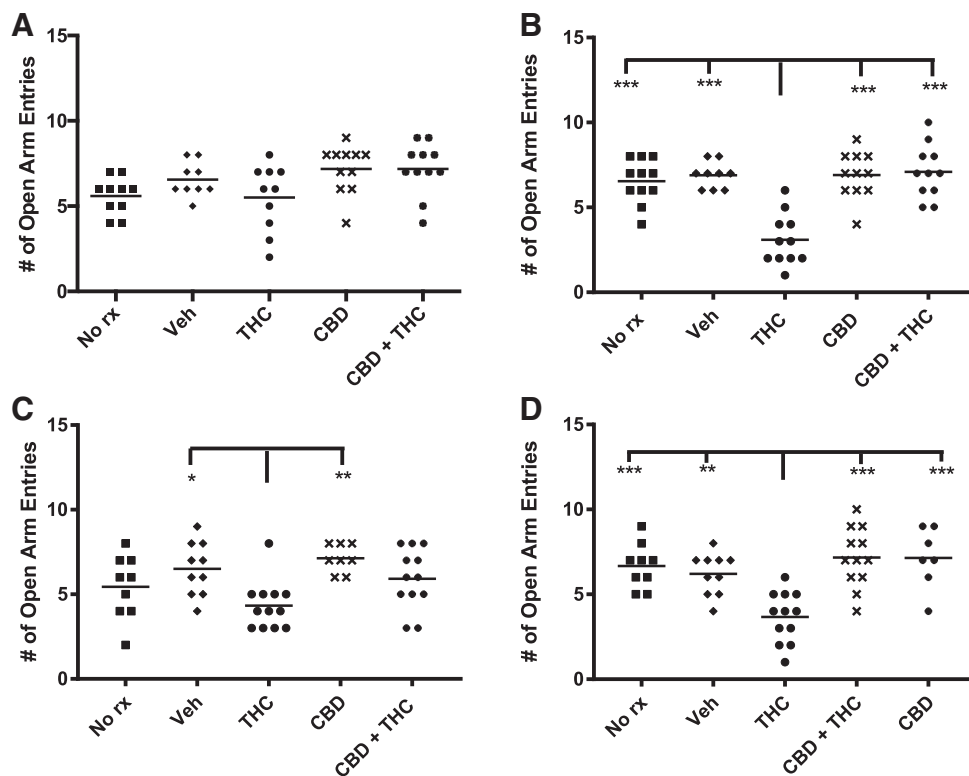 A
# of Open Arm Entries
15
10
5
0
No rx
Veh
THC
CBD
CBD + THC
B
# of Open Arm Entries
15
10
5
0
***
***
***
***
No rx
Veh
THC
CBD
CBD + THC
C
# of Open Arm Entries
15
10
5
0
*
**
No rx
Veh
THC
CBD
CBD + THC
D
# of Open Arm Entries
15
10
5
0
***
**
***
***
No rx
Veh
THC
CBD + THC
CBD